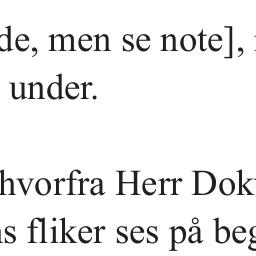 de, men se note],
under.
hvorfra Herr Dok
s fliker ses på beg